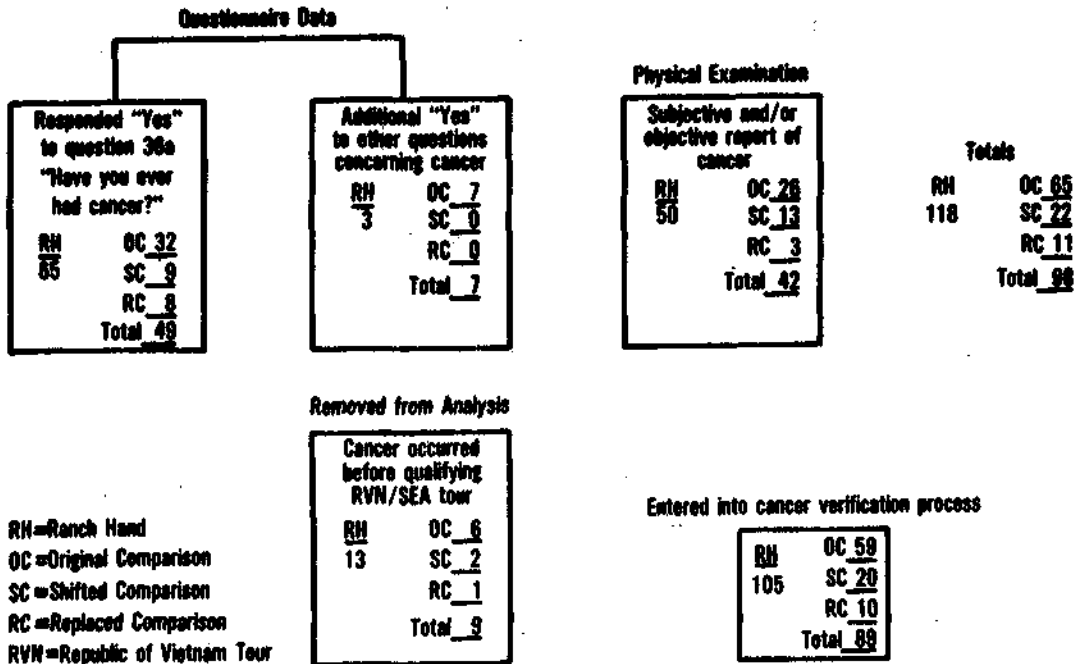 Questionnaire Data
Responded "Yes"
to question 36a
"Have you ever
had cancer?"
RH OC 32
65 SC 9
RC 8
Total 49
Additional "Yes"
to other questions
concerning cancer
RH OC 7
3 SC 0
RC 0
Total 7
Physical Examination
Subjective and/or
objective report of
cancer
RH OC 26
50 SC 13
RC 3
Total 42
Totals
RH OC 65
118 SC 22
RC 11
Total 98
Removed from Analysis
Cancer occurred
before qualifying
RVN/SEA tour
RH OC 6
13 SC 2
RC 1
Total 9
Entered into cancer verification process
RH OC 59
105 SC 20
RC 10
Total 89
RH=Ranch Hand
OC=Original Comparison
SC=Shifted Comparison
RC=Replaced Comparison
RVN=Republic of Vietnam Tour